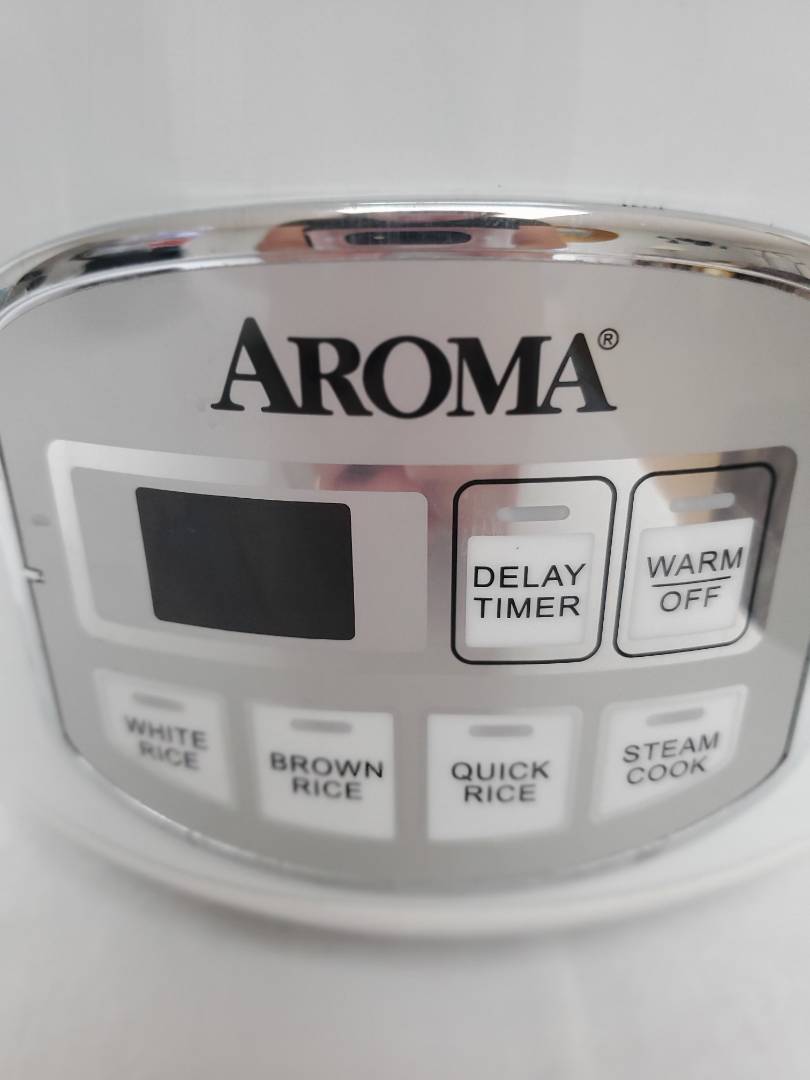 AROMA®
DELAY
TIMER
WARM
OFF
WHITE
RICE
BROWN
RICE
QUICK
RICE
STEAM
COOK